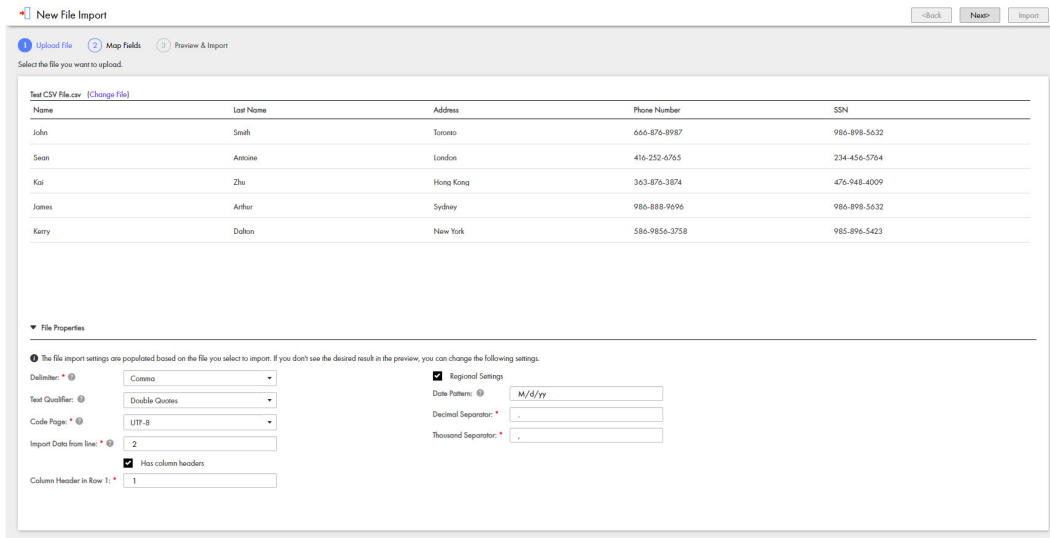 New File Import
<Back Next> Import
1 Upload File 2 Map Fields 3 Preview & Import
Select the file you want to upload.
Test CSV File.csv (Change File)
Name Last Name Address Phone Number SSN
John Smith Toronto 666-876-8987 986-898-5632
Sean Antoine London 416-252-6765 234-456-5764
Kai Zhu Hong Kong 363-876-3874 476-948-4009
James Arthur Sydney 986-888-9696 986-898-5632
Kerry Dalton New York 586-9856-3758 985-896-5423
File Properties
The file import settings are populated based on the file you select to import. If you don't see the desired result in the preview, you can change the following settings.
Delimiter: * ? Comma
Regional Settings
Text Qualifier: ? Double Quotes
Date Pattern: ? M/d/yy
Code Page: * ? UTF-8
Decimal Separator: * .
Import Data from line: * ? 2
Thousand Separator: * ,
Has column headers
Column Header in Row 1: * 1